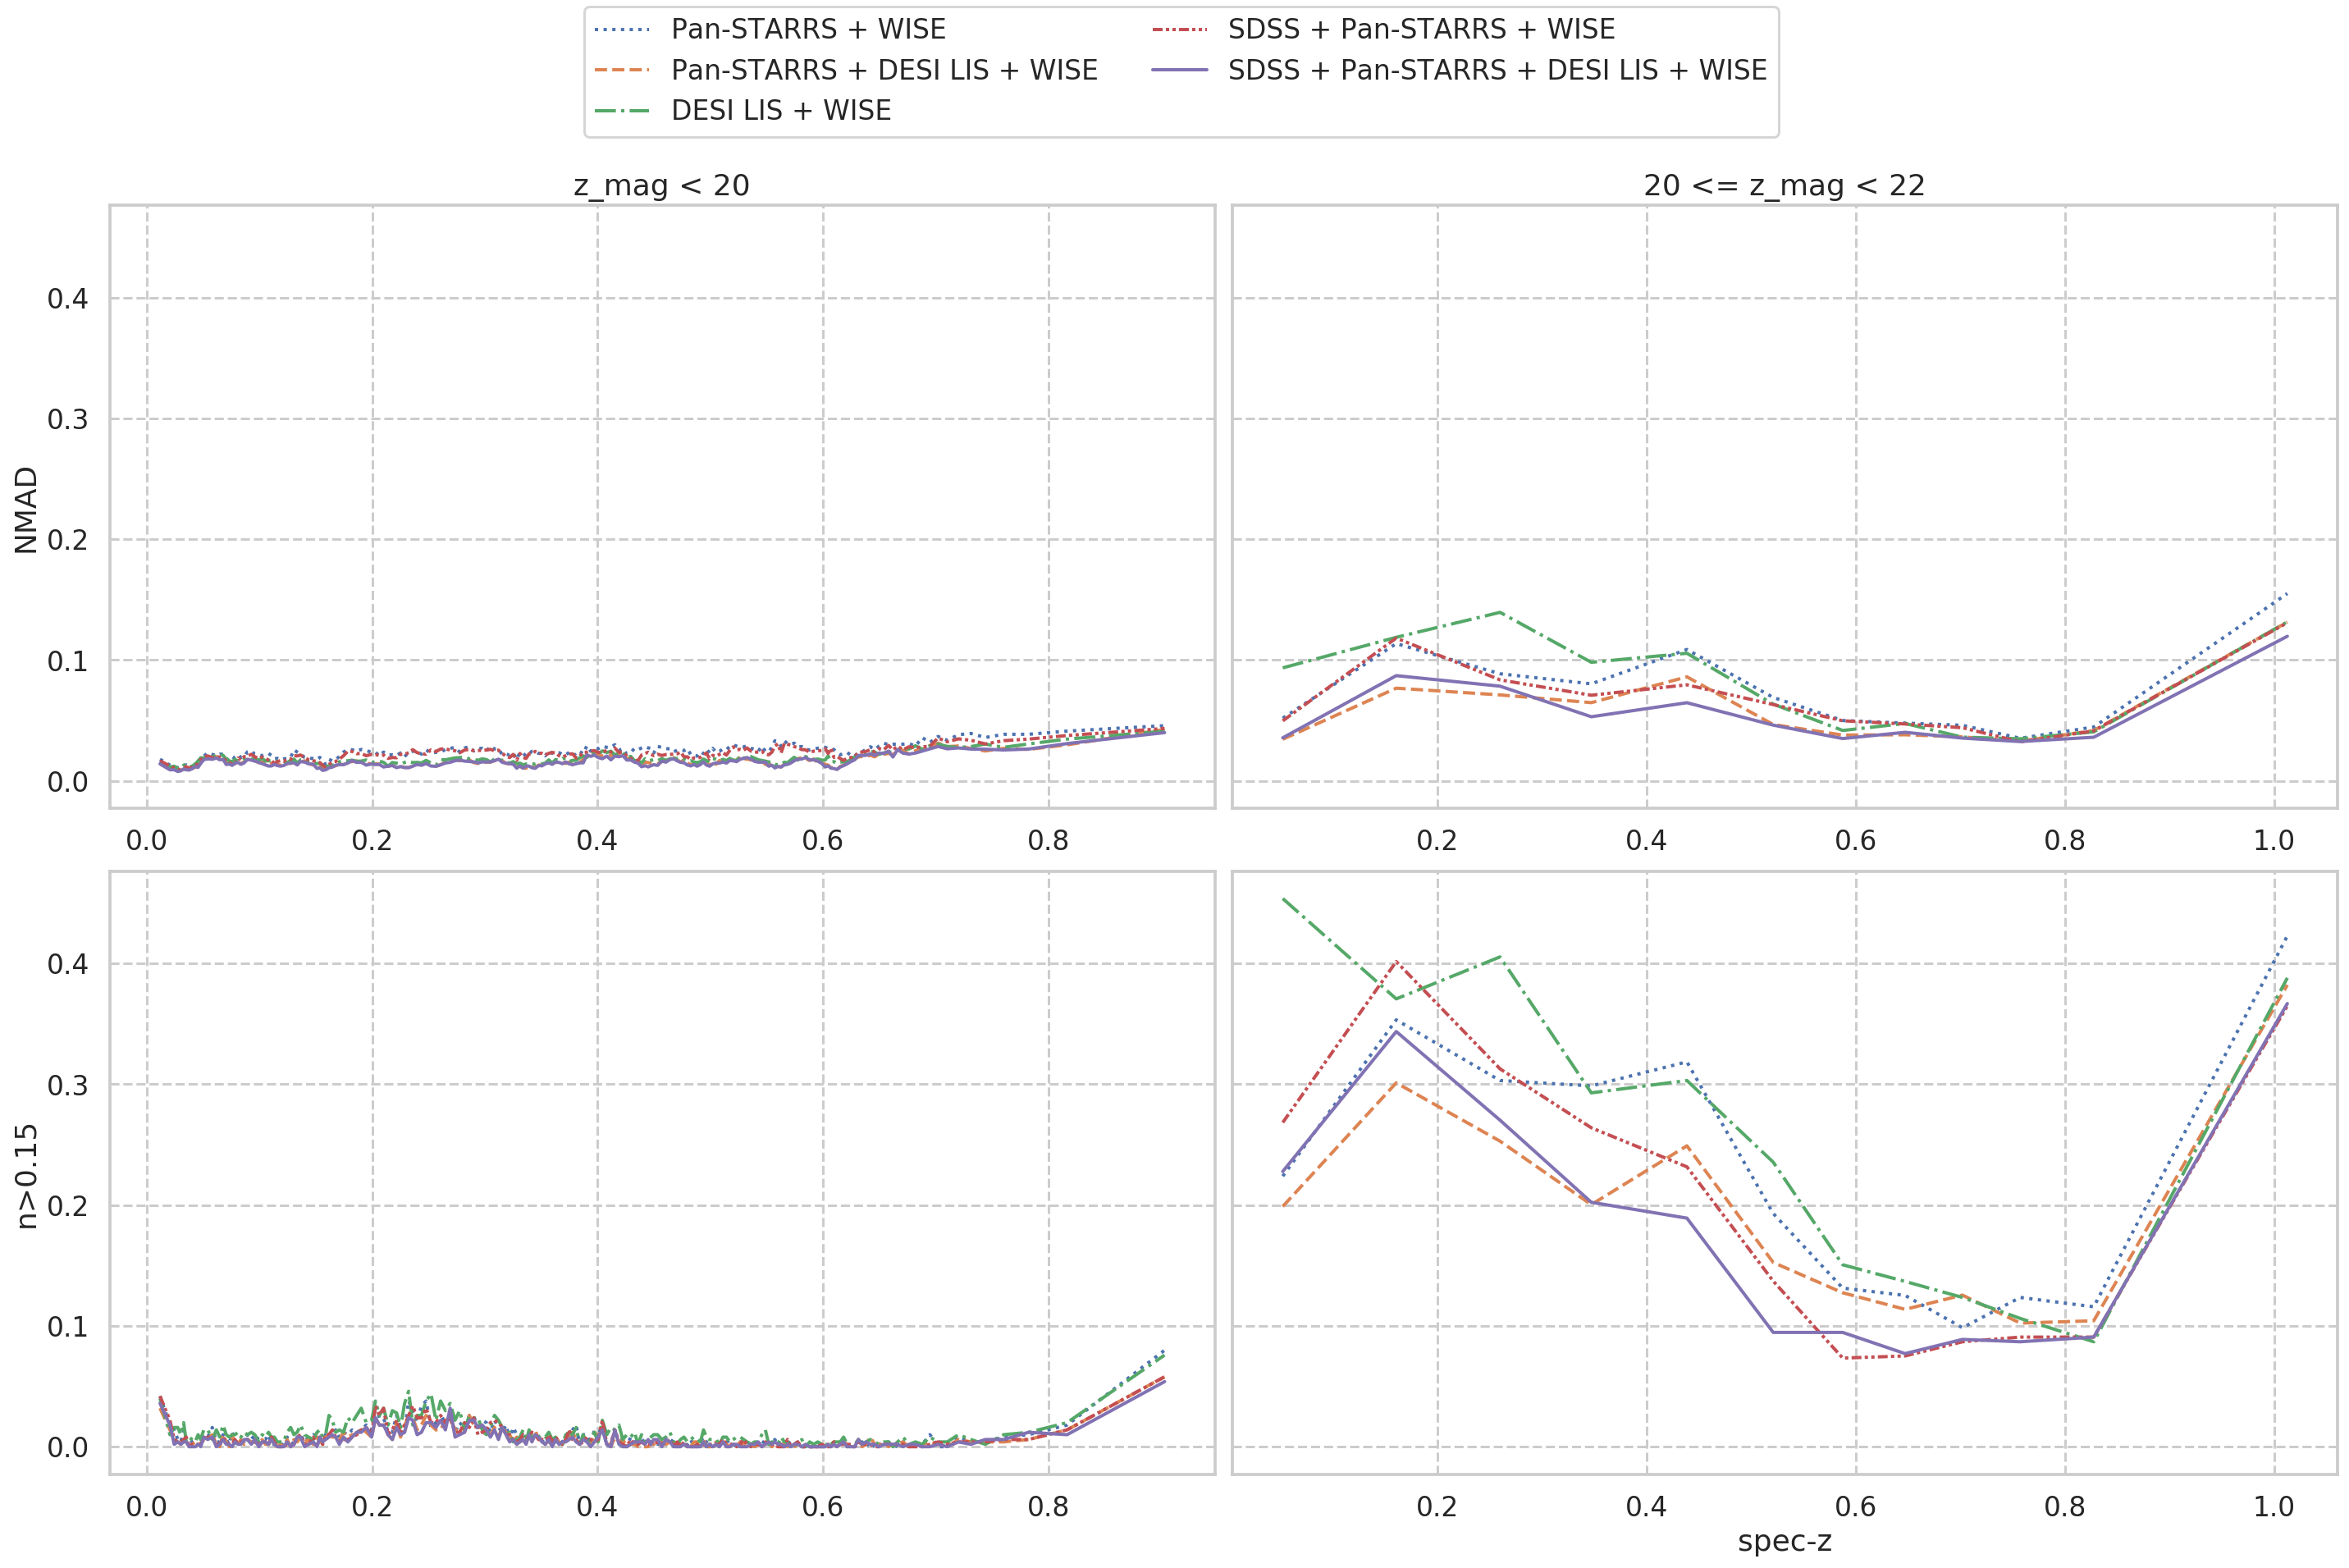 Pan-STARRS + WISE
Pan-STARRS + DESI LIS + WISE
DESI LIS + WISE
SDSS + Pan-STARRS + WISE
SDSS + Pan-STARRS + DESI LIS + WISE
z_mag < 20
20 <= z_mag < 22
NMAD
0.4
0.3
0.2
0.1
0.0
0.0 0.2 0.4 0.6 0.8
0.2 0.4 0.6 0.8 1.0
n>0.15
0.4
0.3
0.2
0.1
0.0
0.0 0.2 0.4 0.6 0.8
0.2 0.4 0.6 0.8 1.0
spec-z